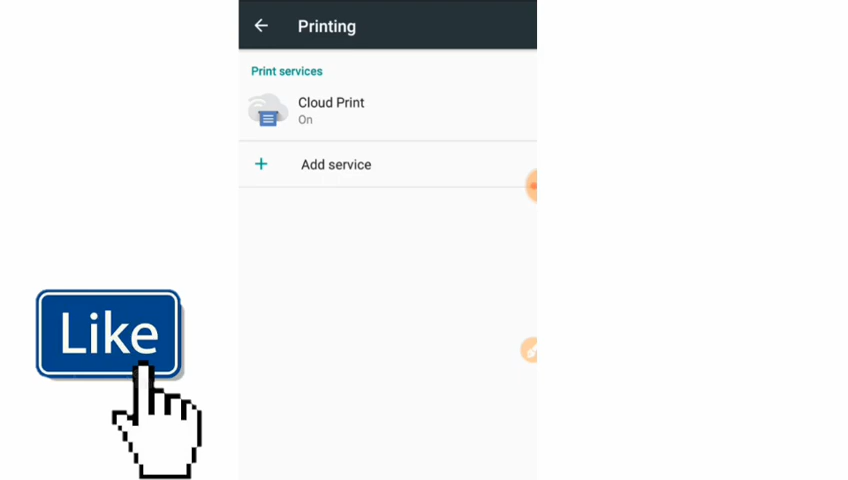 Printing
Print services
Cloud Print
On
Add service
Like